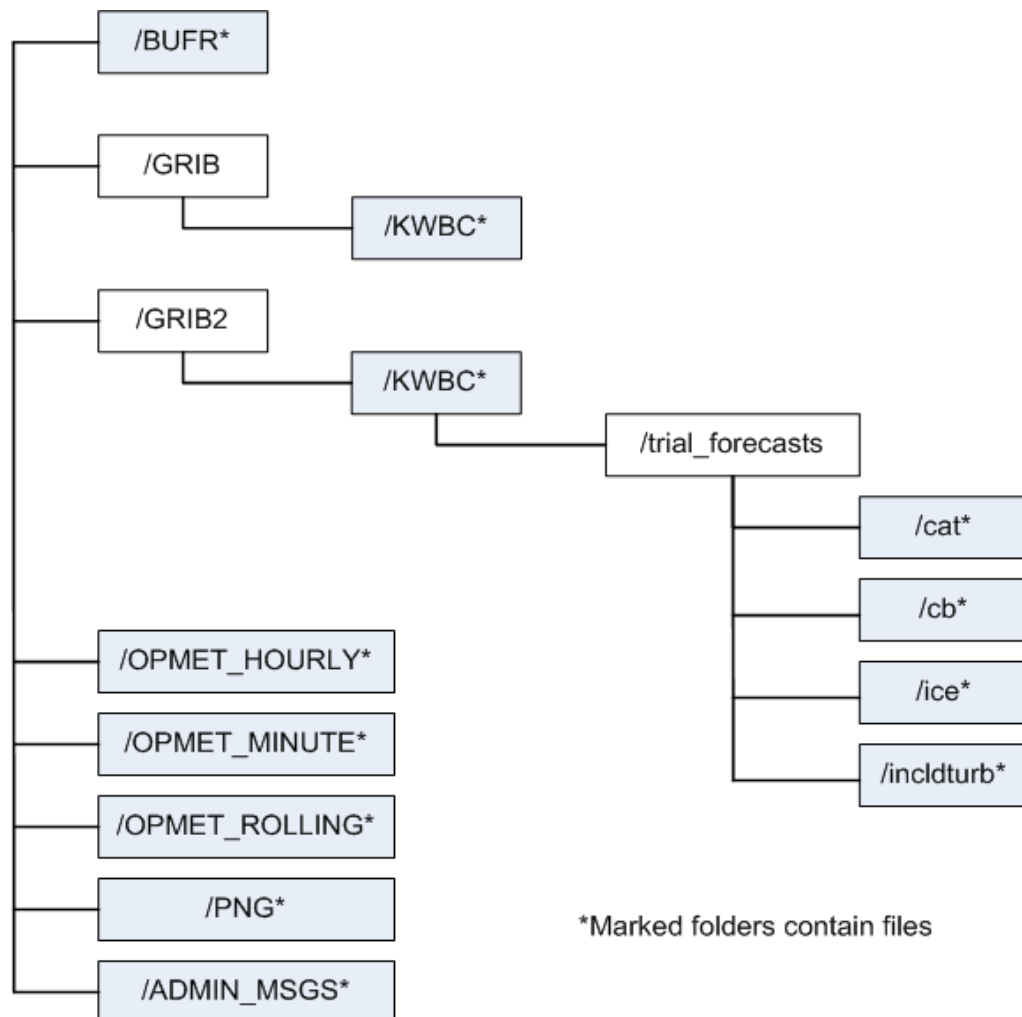 /BUFR*
/GRIB
/KWBC*
/GRIB2
/KWBC*
/trial_forecasts
/cat*
/cb*
/ice*
/incldturb*
/OPMET_HOURLY*
/OPMET_MINUTE*
/OPMET_ROLLING*
/PNG*
/ADMIN_MSGS*
*Marked folders contain files